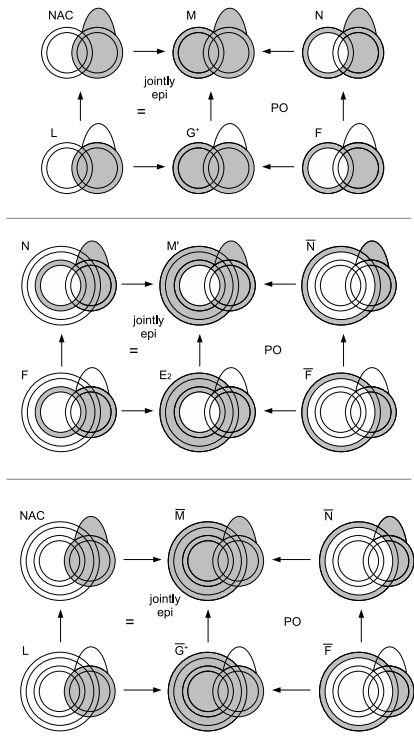 NAC M N
jointly
epi
= PO
L G⁺ F
N M' N̅
jointly
epi
= PO
F E₂ F̅
NAC M̅ N̅
jointly
epi
= PO
L G̅⁺ F̅